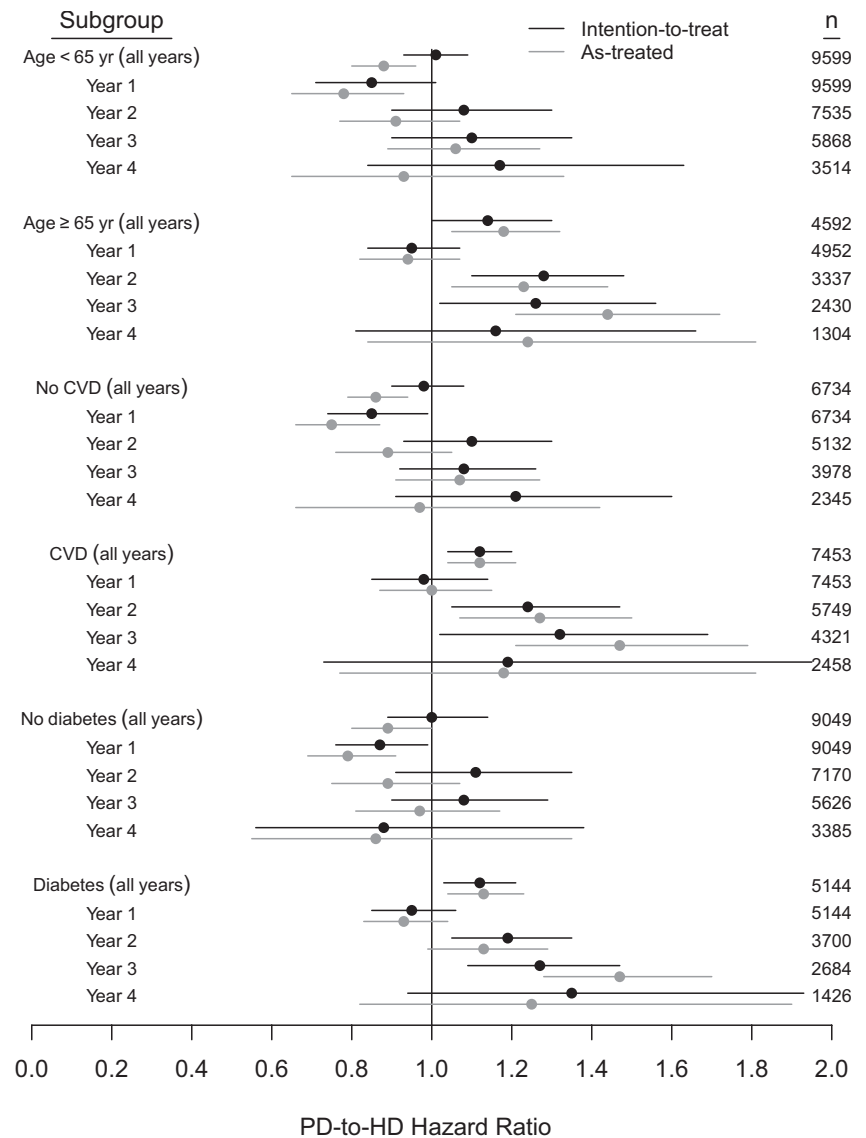 Subgroup n
Intention-to-treat
As-treated
Age < 65 yr (all years) 9599
Year 1 9599
Year 2 7535
Year 3 5868
Year 4 3514
Age ≥ 65 yr (all years) 4592
Year 1 4952
Year 2 3337
Year 3 2430
Year 4 1304
No CVD (all years) 6734
Year 1 6734
Year 2 5132
Year 3 3978
Year 4 2345
CVD (all years) 7453
Year 1 7453
Year 2 5749
Year 3 4321
Year 4 2458
No diabetes (all years) 9049
Year 1 9049
Year 2 7170
Year 3 5626
Year 4 3385
Diabetes (all years) 5144
Year 1 5144
Year 2 3700
Year 3 2684
Year 4 1426
0.0 0.2 0.4 0.6 0.8 1.0 1.2 1.4 1.6 1.8 2.0
PD-to-HD Hazard Ratio